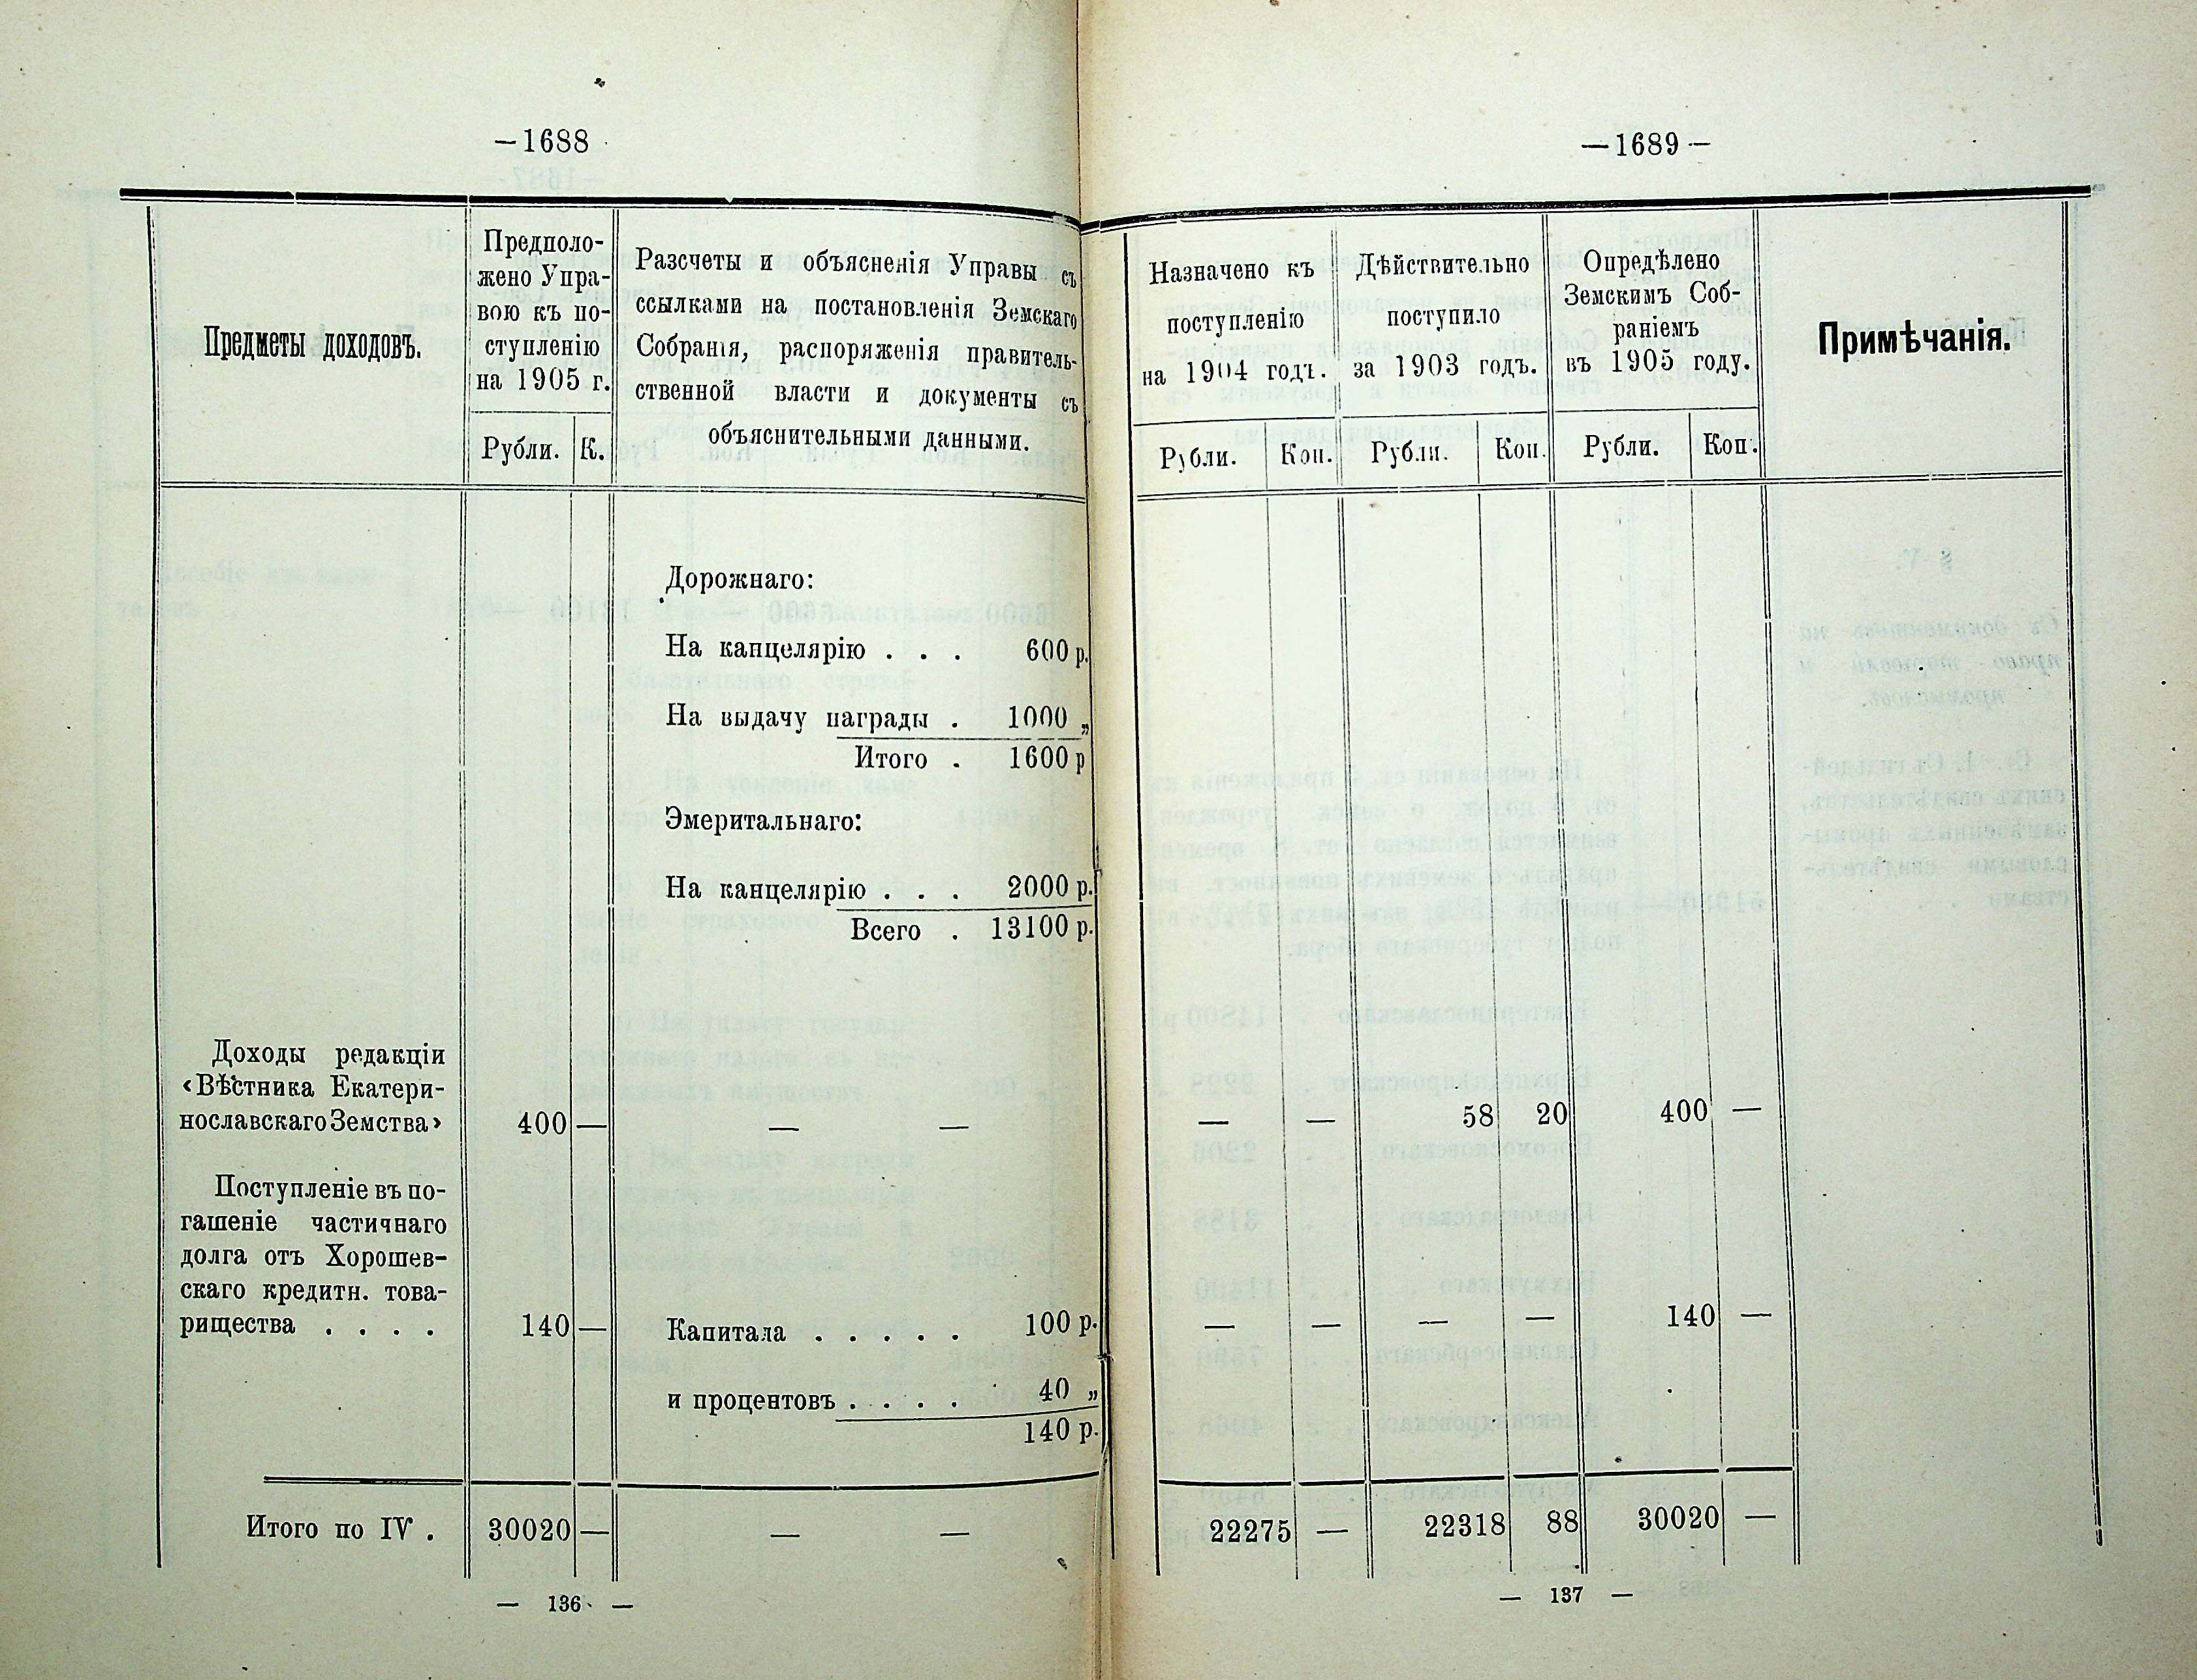 —1688
Предметы доходовъ.
Предполо-
жено Упра-
вою къ по-
ступленію
на 1905 г.
Рубли. К.
Разсчеты и объясненія Управы съ
ссылками на постановленія Земскаго
Собранія, распоряженія правитель-
ственной власти и документы съ
объяснительными данными.
Дорожнаго:
На канцелярію . . . 600 р.
На выдачу награды . 1000 „
Итого . 1600 р
Эмеритальнаго:
На канцелярію . . . 2000 р.
Всего . 13100 р.
Доходы редакціи
‹Вѣстника Екатери-
нославскаго Земства› 400 — — —
Поступленіе въ по-
гашеніе частичнаго
долга отъ Хорошев-
скаго кредитн. това-
рищества . . . . 140 — Капитала . . . . . 100 р.
и процентовъ . . . . 40 „
140 р.
Итого по IV . 30020 — — —
— 136 —
—1689—
Назначено къ
поступленію
на 1904 годъ.
Рубли. Коп.
Дѣйствительно
поступило
за 1903 годъ.
Рубли. Коп.
Опредѣлено
Земскимъ Соб-
раніемъ
въ 1905 году.
Рубли. Коп.
Примѣчанія.
— — 58 20 400 —
— — — — 140 —
22275 — 22318 88 30020 —
— 137 —